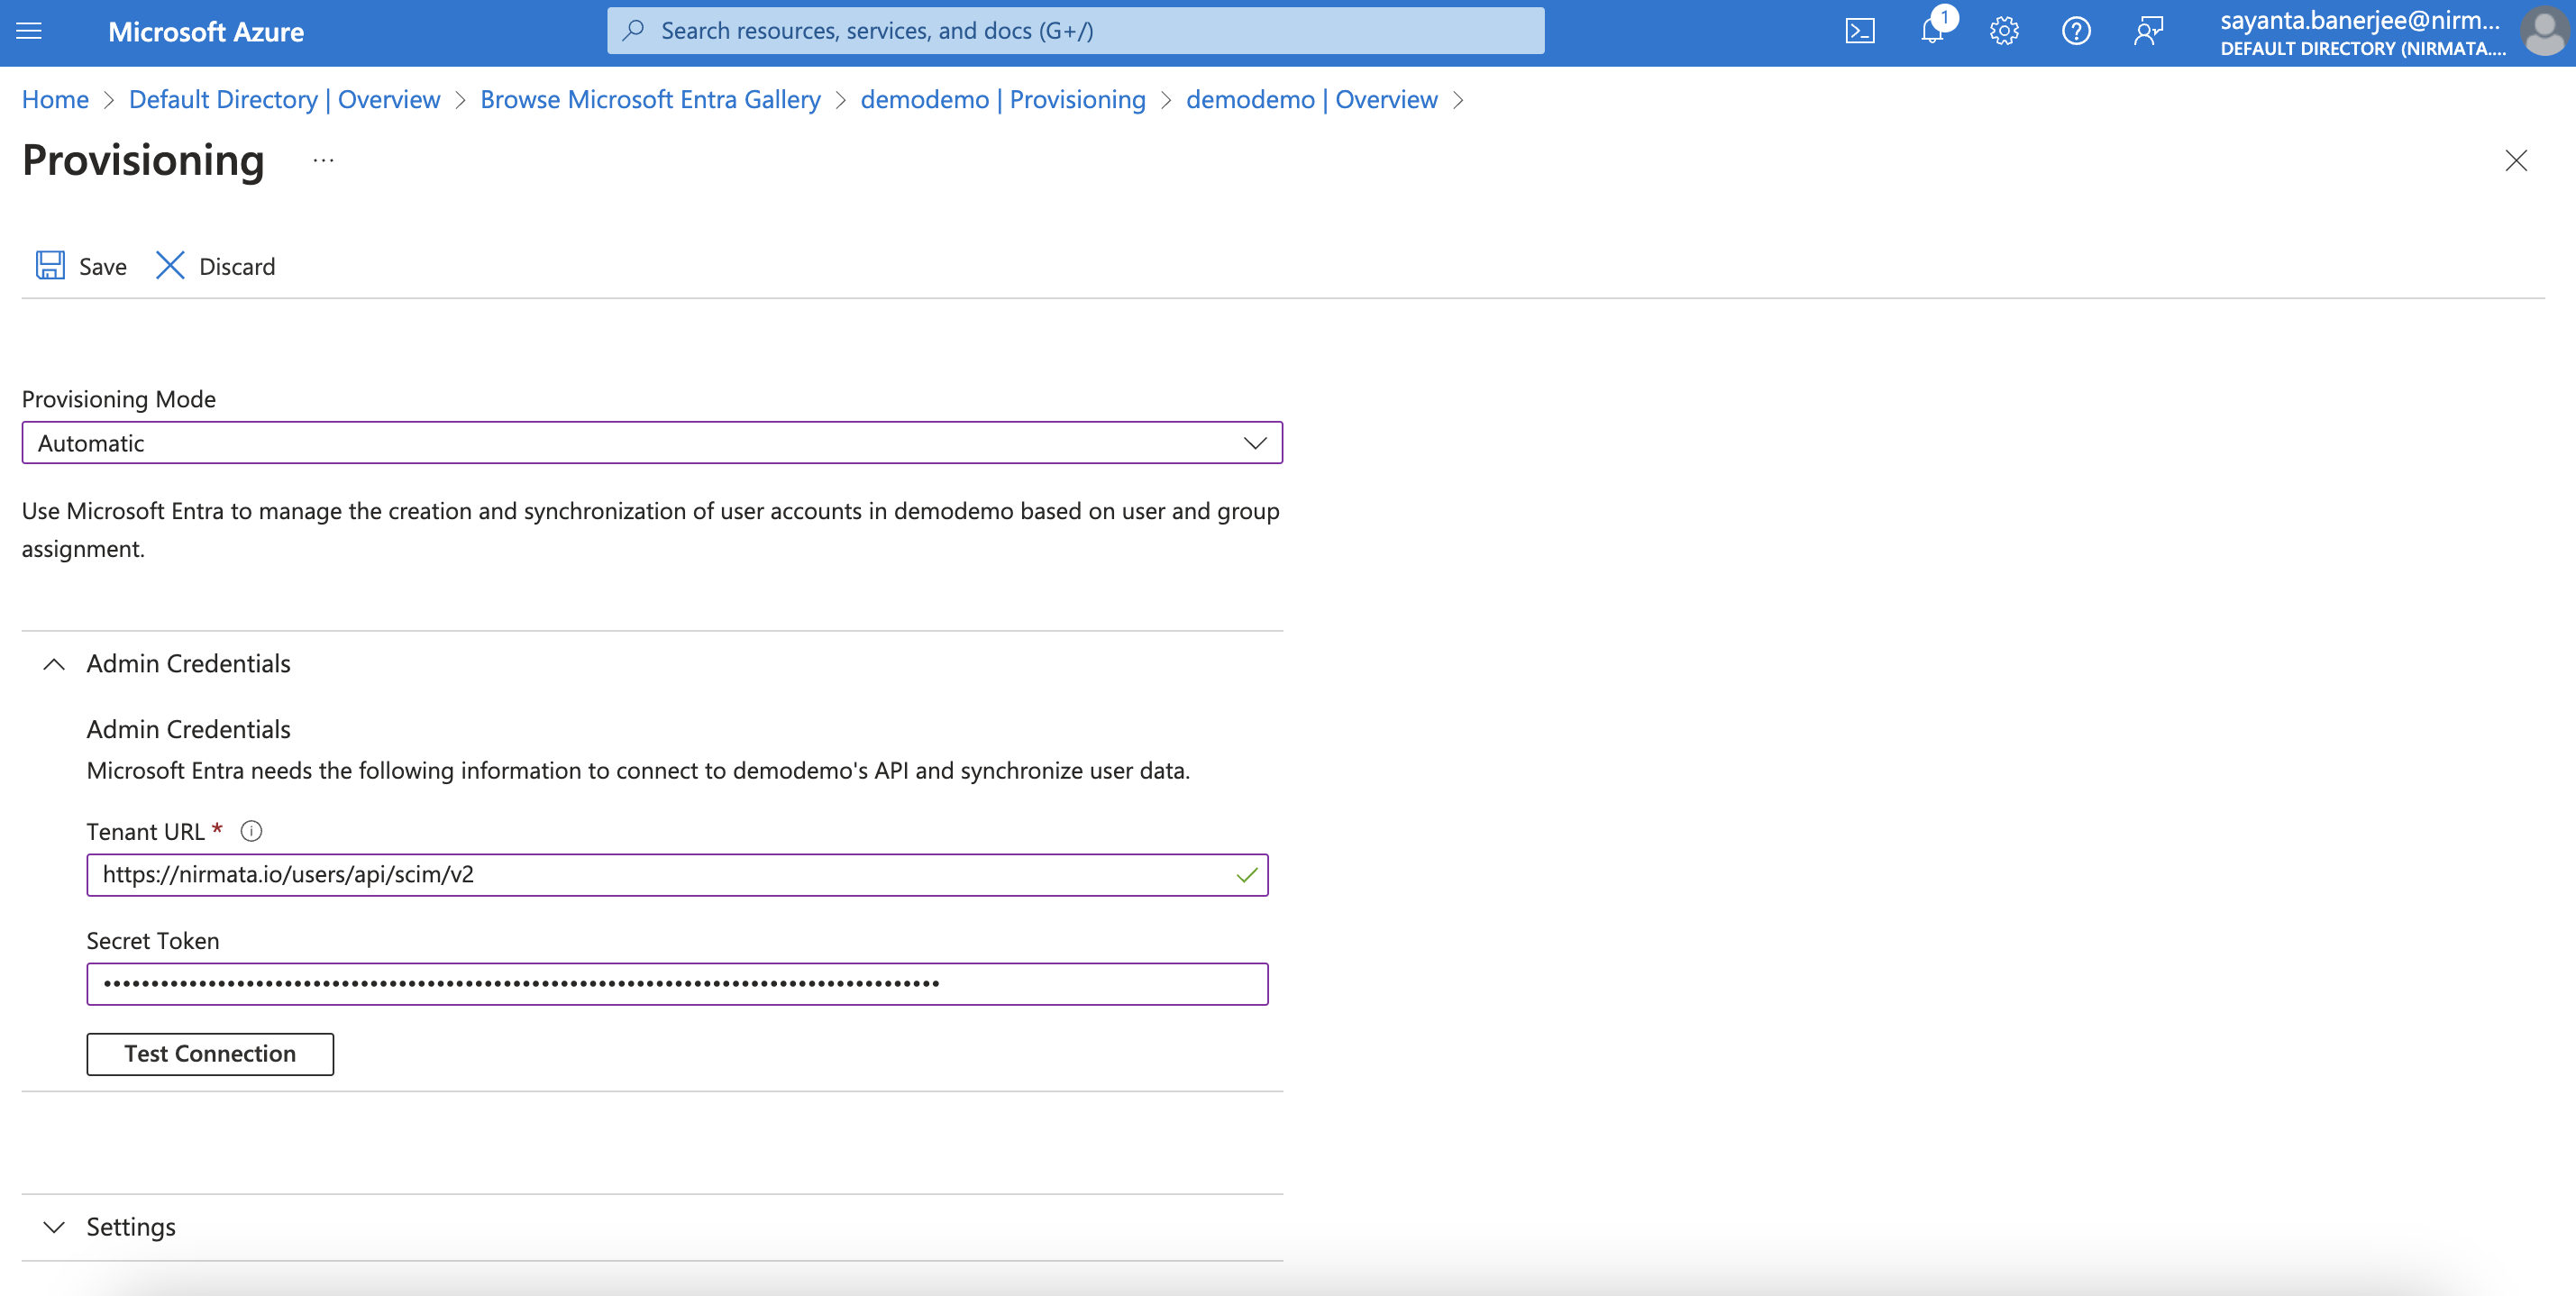 Microsoft Azure
Search resources, services, and docs (G+/)
1
sayanta.banerjee@nirm...
DEFAULT DIRECTORY (NIRMATA....
Home > Default Directory | Overview > Browse Microsoft Entra Gallery > demodemo | Provisioning > demodemo | Overview >
Provisioning ...
Save Discard
Provisioning Mode
Automatic
Use Microsoft Entra to manage the creation and synchronization of user accounts in demodemo based on user and group
assignment.
Admin Credentials
Admin Credentials
Microsoft Entra needs the following information to connect to demodemo's API and synchronize user data.
Tenant URL *
https://nirmata.io/users/api/scim/v2
Secret Token
Test Connection
Settings